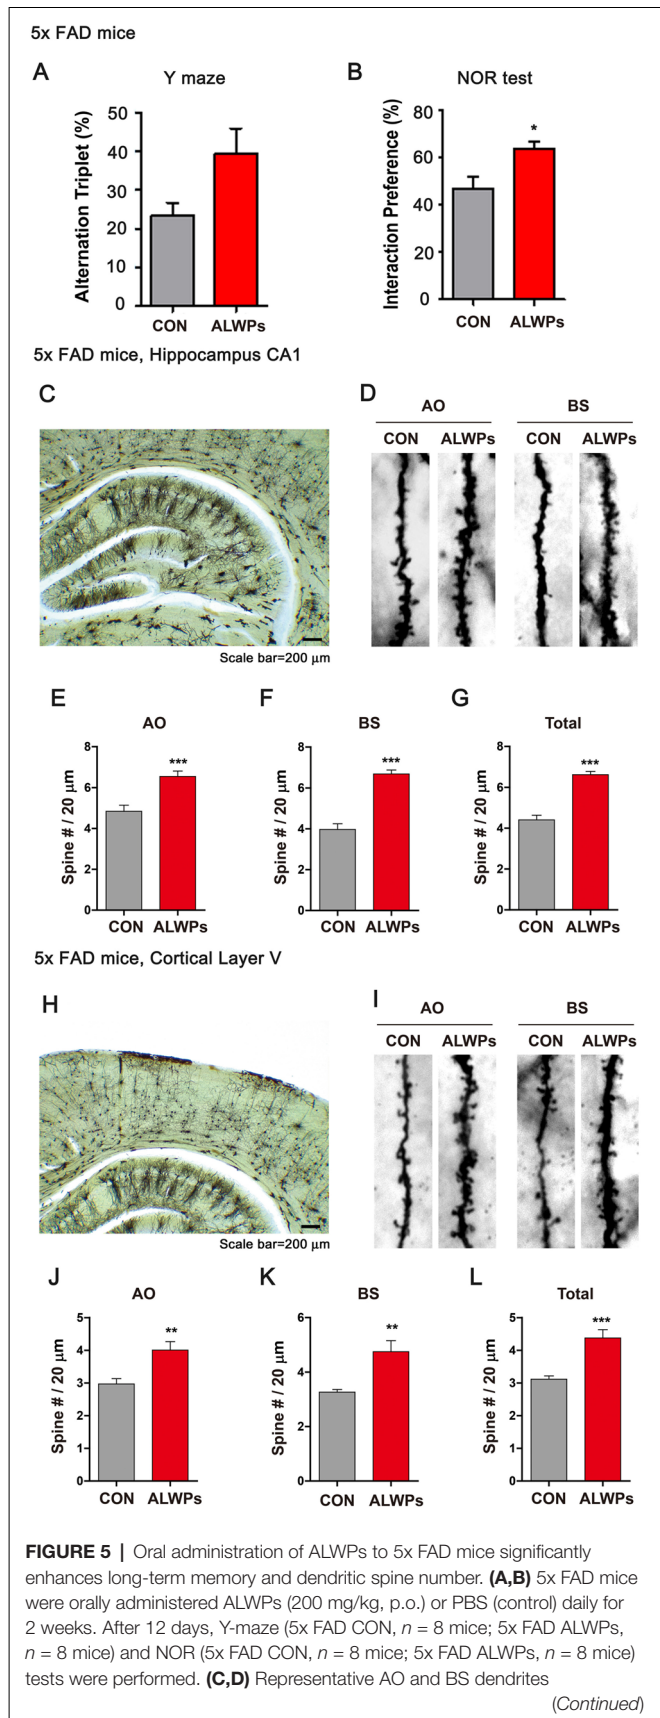 5x FAD mice
A
Y maze
Alternation Triplet (%)
50
40
30
20
10
0
CON ALWPs
B
NOR test
Interaction Preference (%)
80
60
40
20
0
*
CON ALWPs
5x FAD mice, Hippocampus CA1
C
Scale bar=200 μm
D
AO BS
CON ALWPs CON ALWPs
E
AO
Spine # / 20 μm
8
6
4
2
0
***
CON ALWPs
F
BS
Spine # / 20 μm
8
6
4
2
0
***
CON ALWPs
G
Total
Spine # / 20 μm
8
6
4
2
0
***
CON ALWPs
5x FAD mice, Cortical Layer V
H
Scale bar=200 μm
I
AO BS
CON ALWPs CON ALWPs
J
AO
Spine # / 20 μm
5
4
3
2
1
0
**
CON ALWPs
K
BS
Spine # / 20 μm
6
4
2
0
**
CON ALWPs
L
Total
Spine # / 20 μm
5
4
3
2
1
0
***
CON ALWPs
FIGURE 5 | Oral administration of ALWPs to 5x FAD mice significantly
enhances long-term memory and dendritic spine number. (A,B) 5x FAD mice
were orally administered ALWPs (200 mg/kg, p.o.) or PBS (control) daily for
2 weeks. After 12 days, Y-maze (5x FAD CON, n = 8 mice; 5x FAD ALWPs,
n = 8 mice) and NOR (5x FAD CON, n = 8 mice; 5x FAD ALWPs, n = 8 mice)
tests were performed. (C,D) Representative AO and BS dendrites
(Continued)